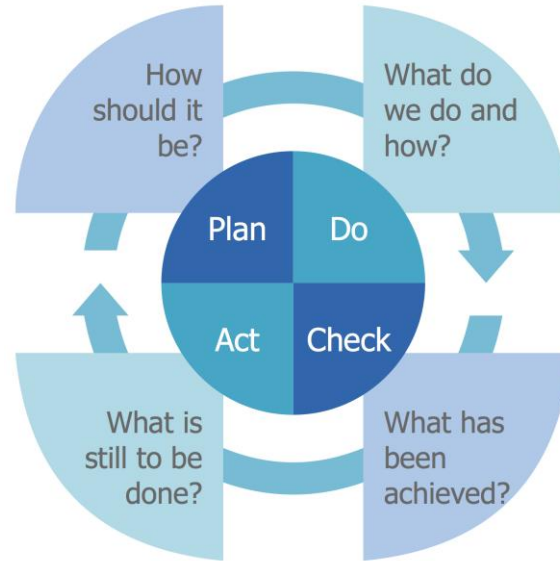 How
should it
be?
What do
we do and
how?
Plan
Do
Act
Check
What is
still to be
done?
What has
been
achieved?